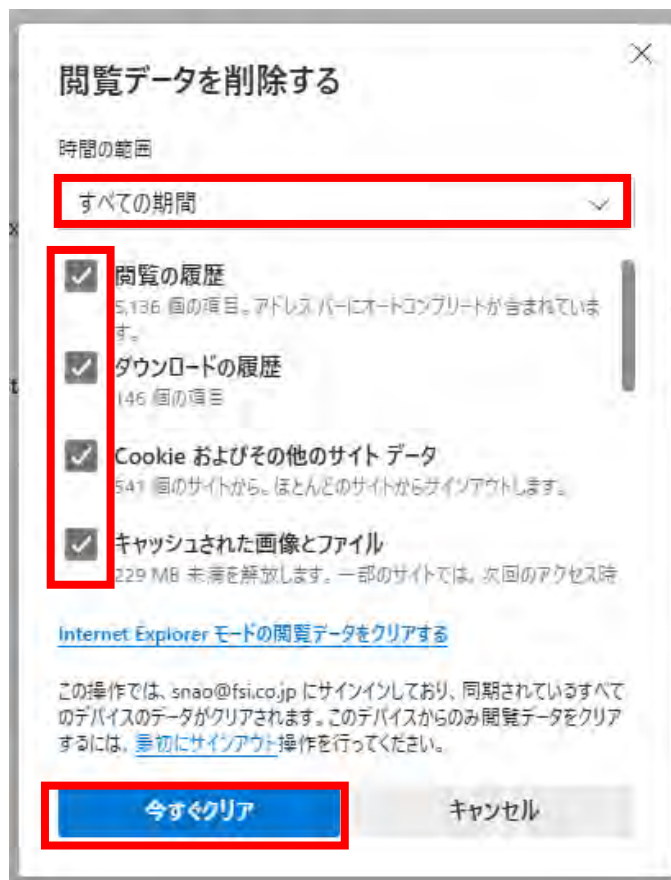 閲覧データを削除する
時間の範囲
すべての期間
x
閲覧の履歴
5,136 個の項目。アドレス バーにオートコンプリートが含まれていま
す。
ダウンロードの履歴
t
146 個の項目
Cookie およびその他のサイト データ
541 個のサイトから。ほとんどのサイトからサインアウトします。
キャッシュされた画像とファイル
229 MB 未満を解放します。一部のサイトでは、次回のアクセス時
Internet Explorer モードの閲覧データをクリアする
この操作では、snao@fsi.co.jp にサインインしており、同期されているすべて
のデバイスのデータがクリアされます。このデバイスからのみ閲覧データをクリア
するには、最初にサインアウト操作を行ってください。
今すぐクリア
キャンセル